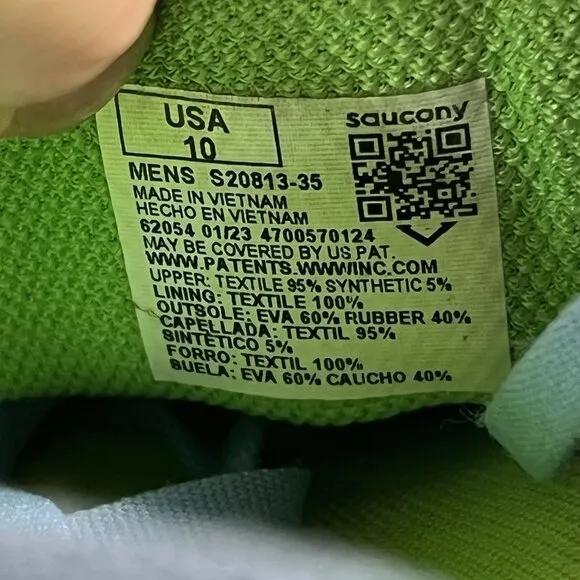 USA
10
saucony
MENS S20813-35
MADE IN VIETNAM
HECHO EN VIETNAM
62054 01/23 4700570124
MAY BE COVERED BY US PAT.
WWW.PATENTS.WWWINC.COM
UPPER: TEXTILE 95% SYNTHETIC 5%
LINING: TEXTILE 100%
OUTSOLE: EVA 60% RUBBER 40%
CAPELLADA: TEXTIL 95%
SINTÉTICO 5%
FORRO: TEXTIL 100%
SUELA: EVA 60% CAUCHO 40%